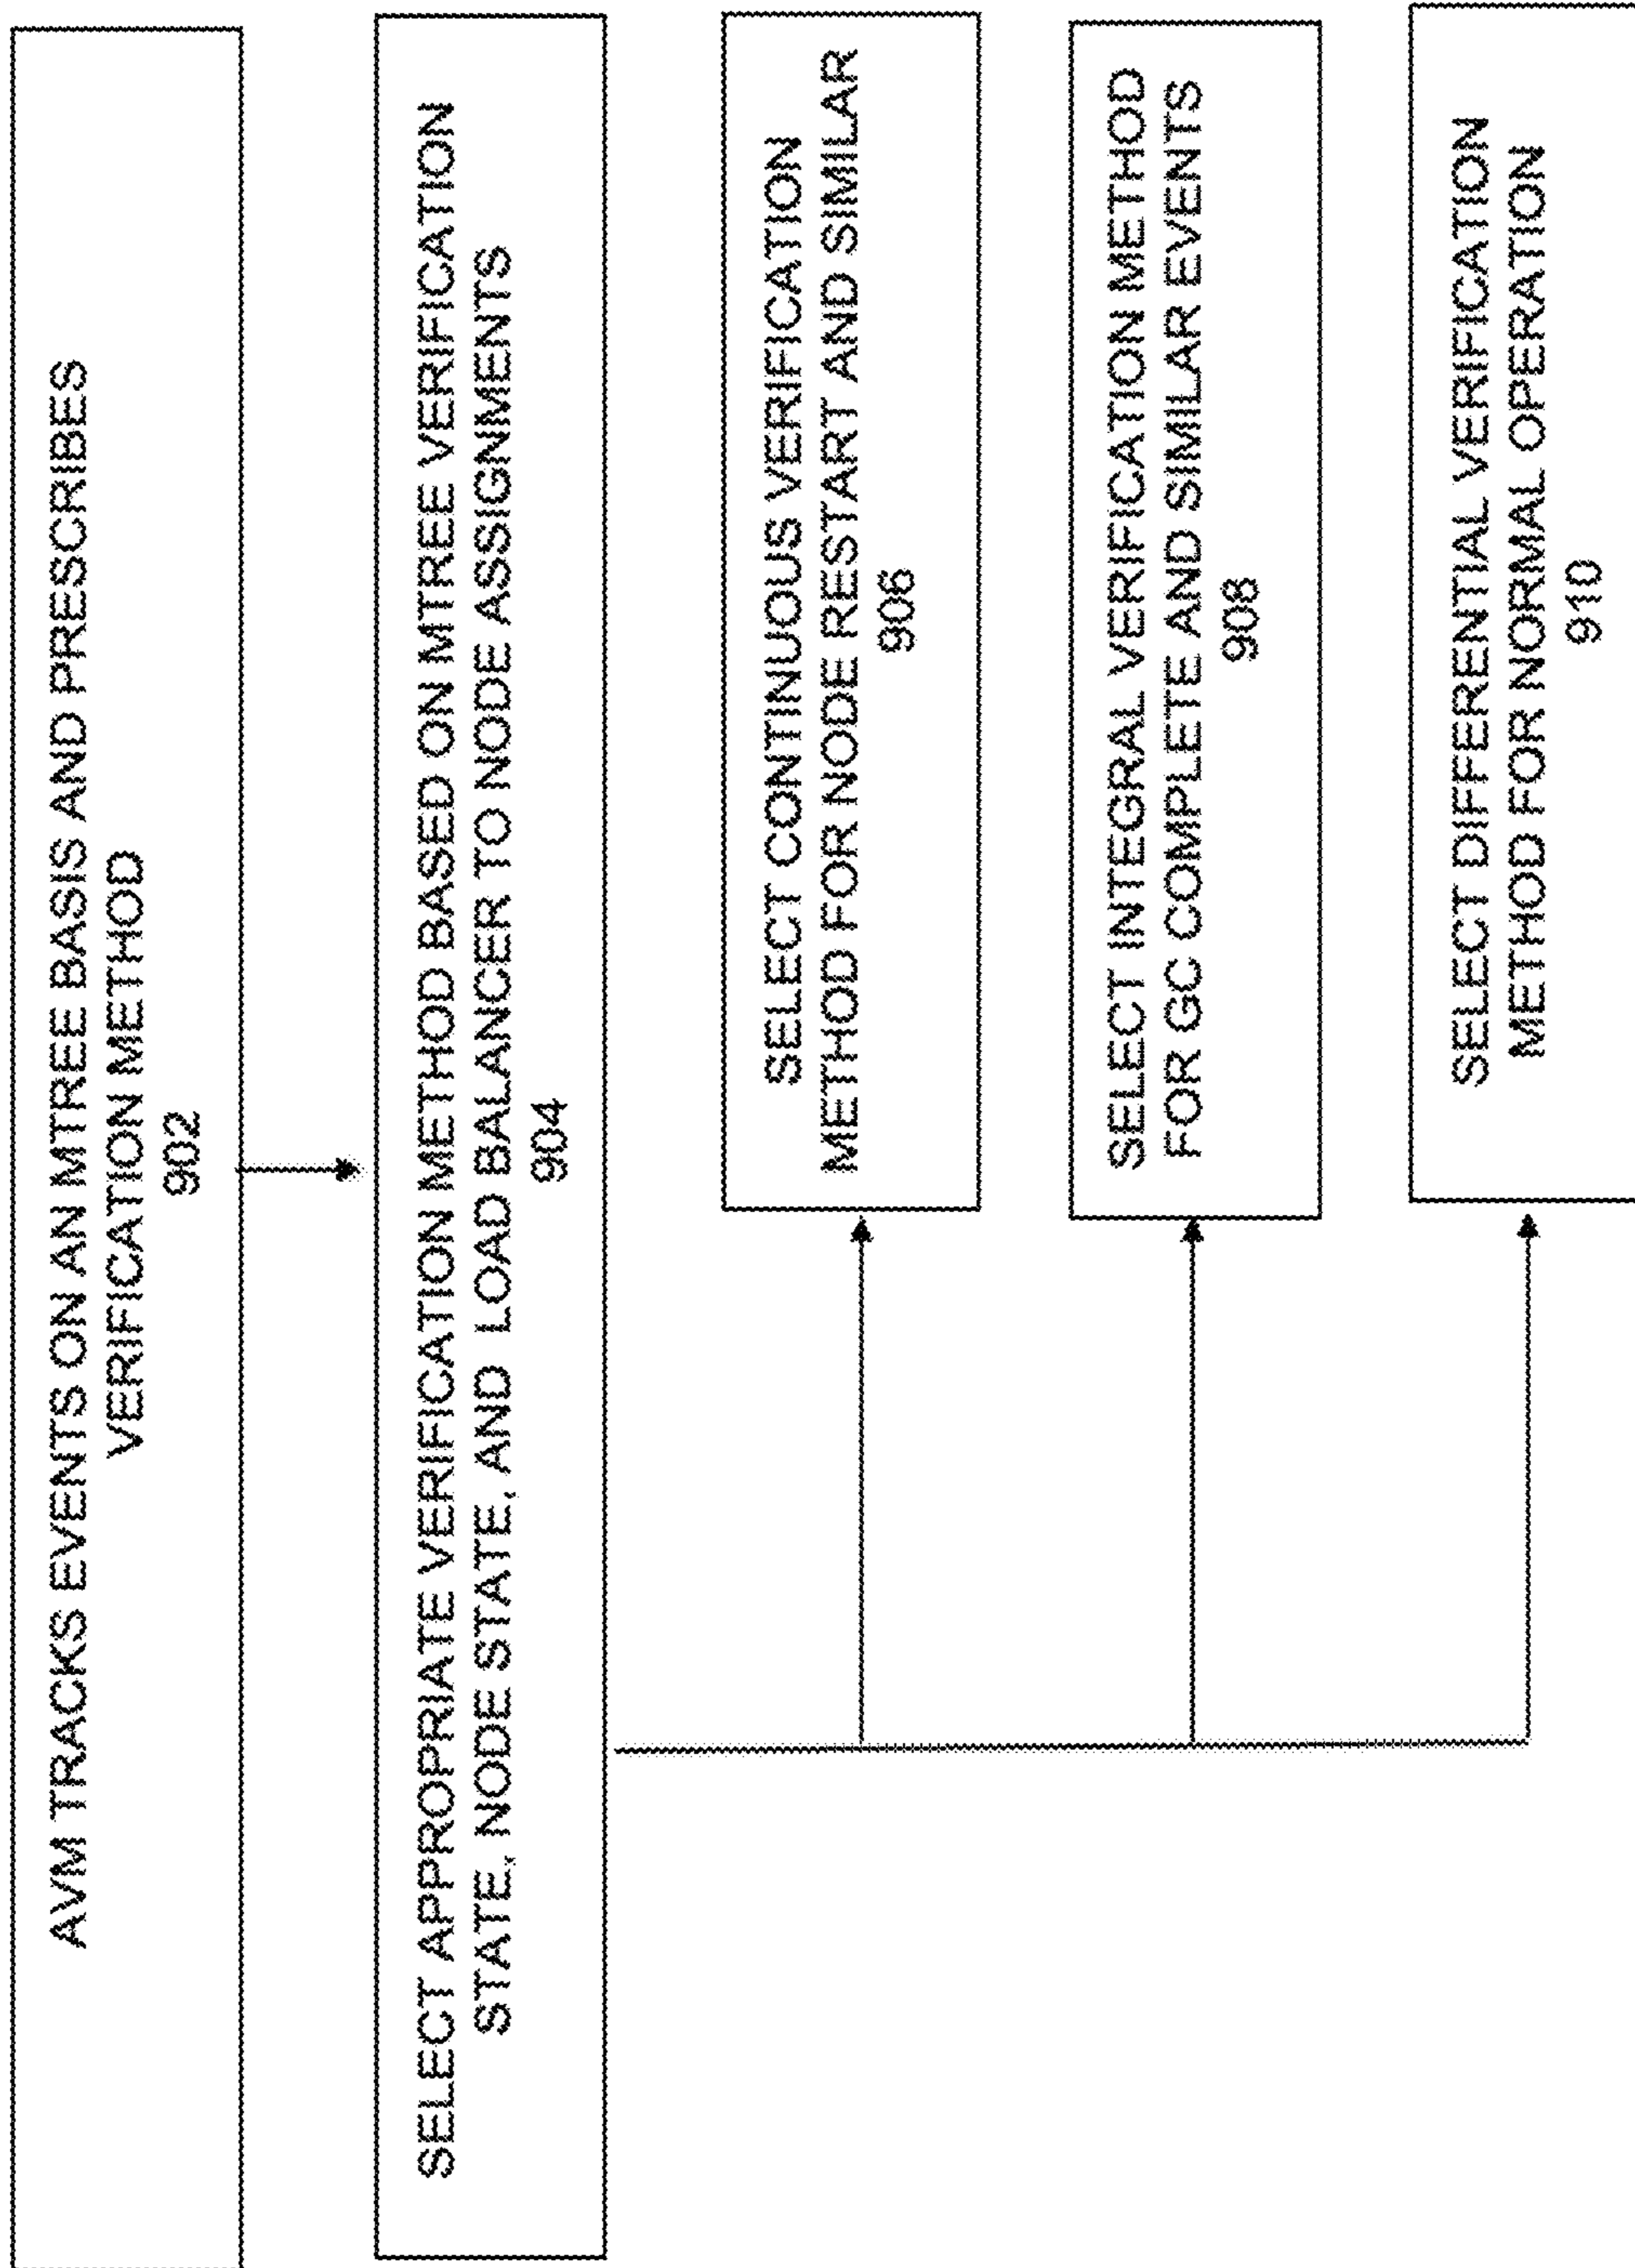 AVM TRACKS EVENTS ON AN MTREE BASIS AND PRESCRIBES
VERIFICATION METHOD
902
SELECT APPROPRIATE VERIFICATION METHOD BASED ON MTREE VERIFICATION
STATE, NODE STATE, AND LOAD BALANCER TO NODE ASSIGNMENTS
904
SELECT CONTINUOUS VERIFICATION
METHOD FOR NODE RESTART AND SIMILAR
906
SELECT INTEGRAL VERIFICATION METHOD
FOR GC COMPLETE AND SIMILAR EVENTS
908
SELECT DIFFERENTIAL VERIFICATION
METHOD FOR NORMAL OPERATION
910